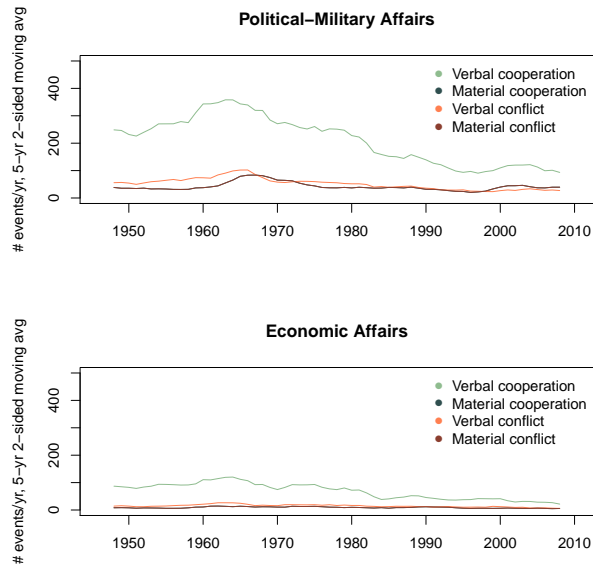 Political−Military Affairs
# events/yr, 5−yr 2−sided moving avg
400
200
0
Verbal cooperation
Material cooperation
Verbal conflict
Material conflict
1950 1960 1970 1980 1990 2000 2010
Economic Affairs
# events/yr, 5−yr 2−sided moving avg
400
200
0
Verbal cooperation
Material cooperation
Verbal conflict
Material conflict
1950 1960 1970 1980 1990 2000 2010